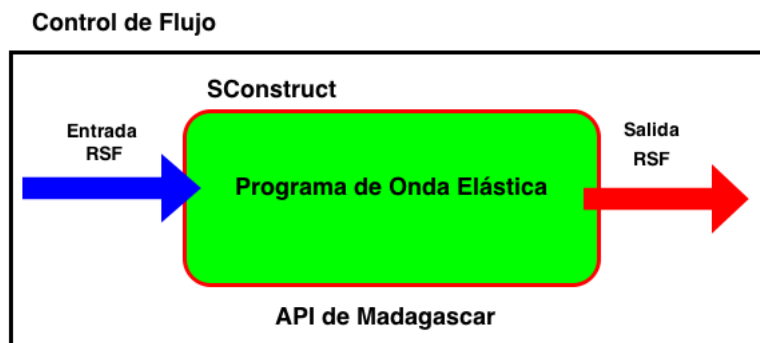 Control de Flujo
SConstruct
Entrada
RSF
Programa de Onda Elástica
Salida
RSF
API de Madagascar